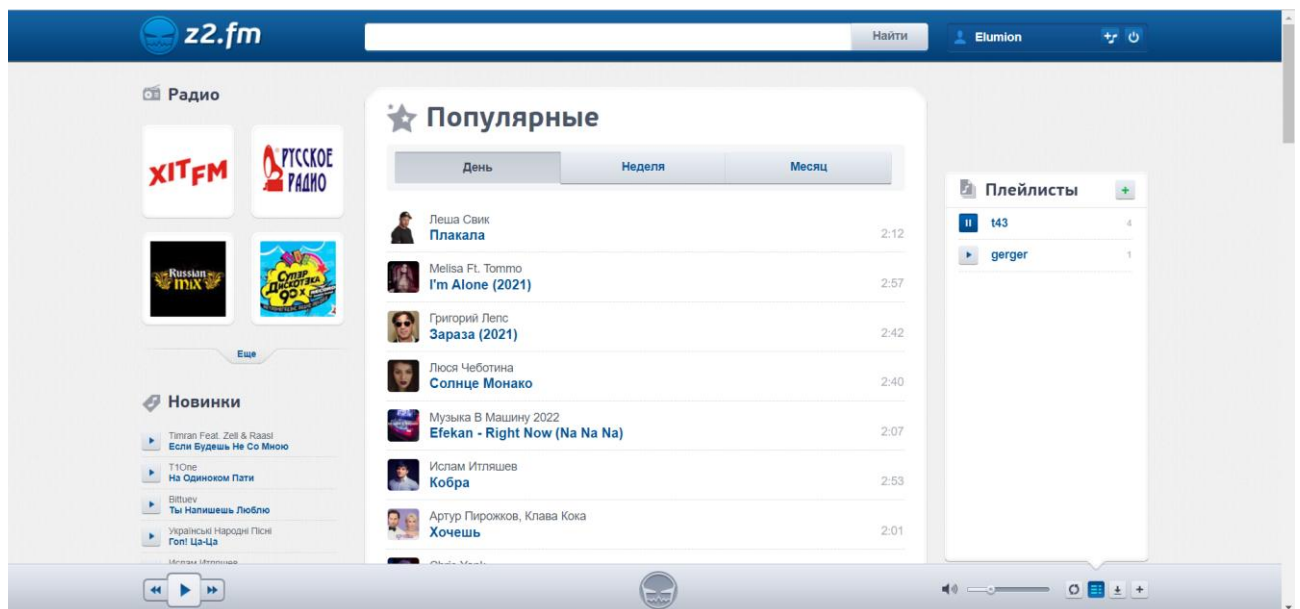 z2.fm
Найти
Elumion
Радио
ХІТ FM
РУССКОЕ
РАДИО
Russian
MIX
Супер
Дискотэка
90х
Еще
Новинки
Timran Feat. Zell & Raasl
Если Будешь Не Со Мною
T1One
На Одиноком Пати
Bittuev
Ты Напишешь Люблю
Українські Народні Пісні
Гоп! Ца-Ца
Популярные
День
Неделя
Месяц
Леша Свик
Плакала
2:12
Melisa Ft. Tommo
I'm Alone (2021)
2:57
Григорий Лепс
Зараза (2021)
2:42
Люся Чеботина
Солнце Монако
2:40
Музыка В Машину 2022
Efekan - Right Now (Na Na Na)
2:07
Ислам Итляшев
Кобра
2:53
Артур Пирожков, Клава Кока
Хочешь
2:01
Плейлисты
t43
4
gerger
1